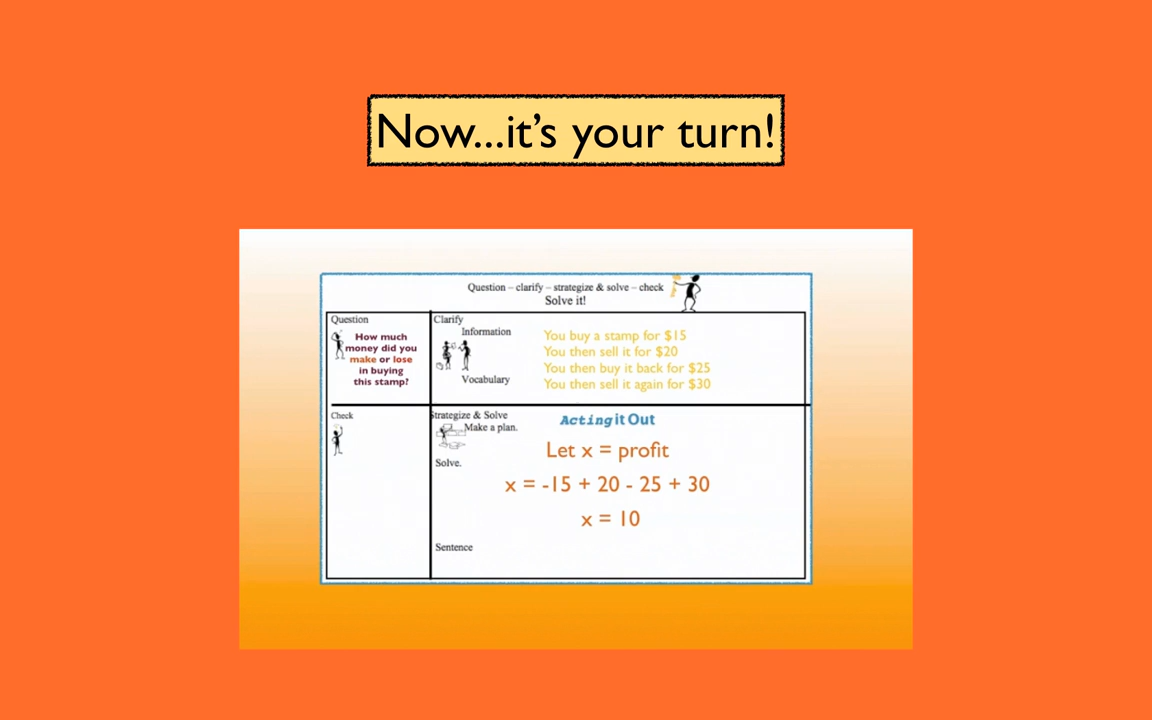 Now...it's your turn!
Question – clarify – strategize & solve – check
Solve it!
Question
How much
money did you
make or lose
in buying
this stamp?
Clarify
Information
Vocabulary
You buy a stamp for $15
You then sell it for $20
You then buy it back for $25
You then sell it again for $30
Check
Strategize & Solve
Make a plan.
Solve.
Acting it Out
Let x = profit
x = -15 + 20 - 25 + 30
x = 10
Sentence